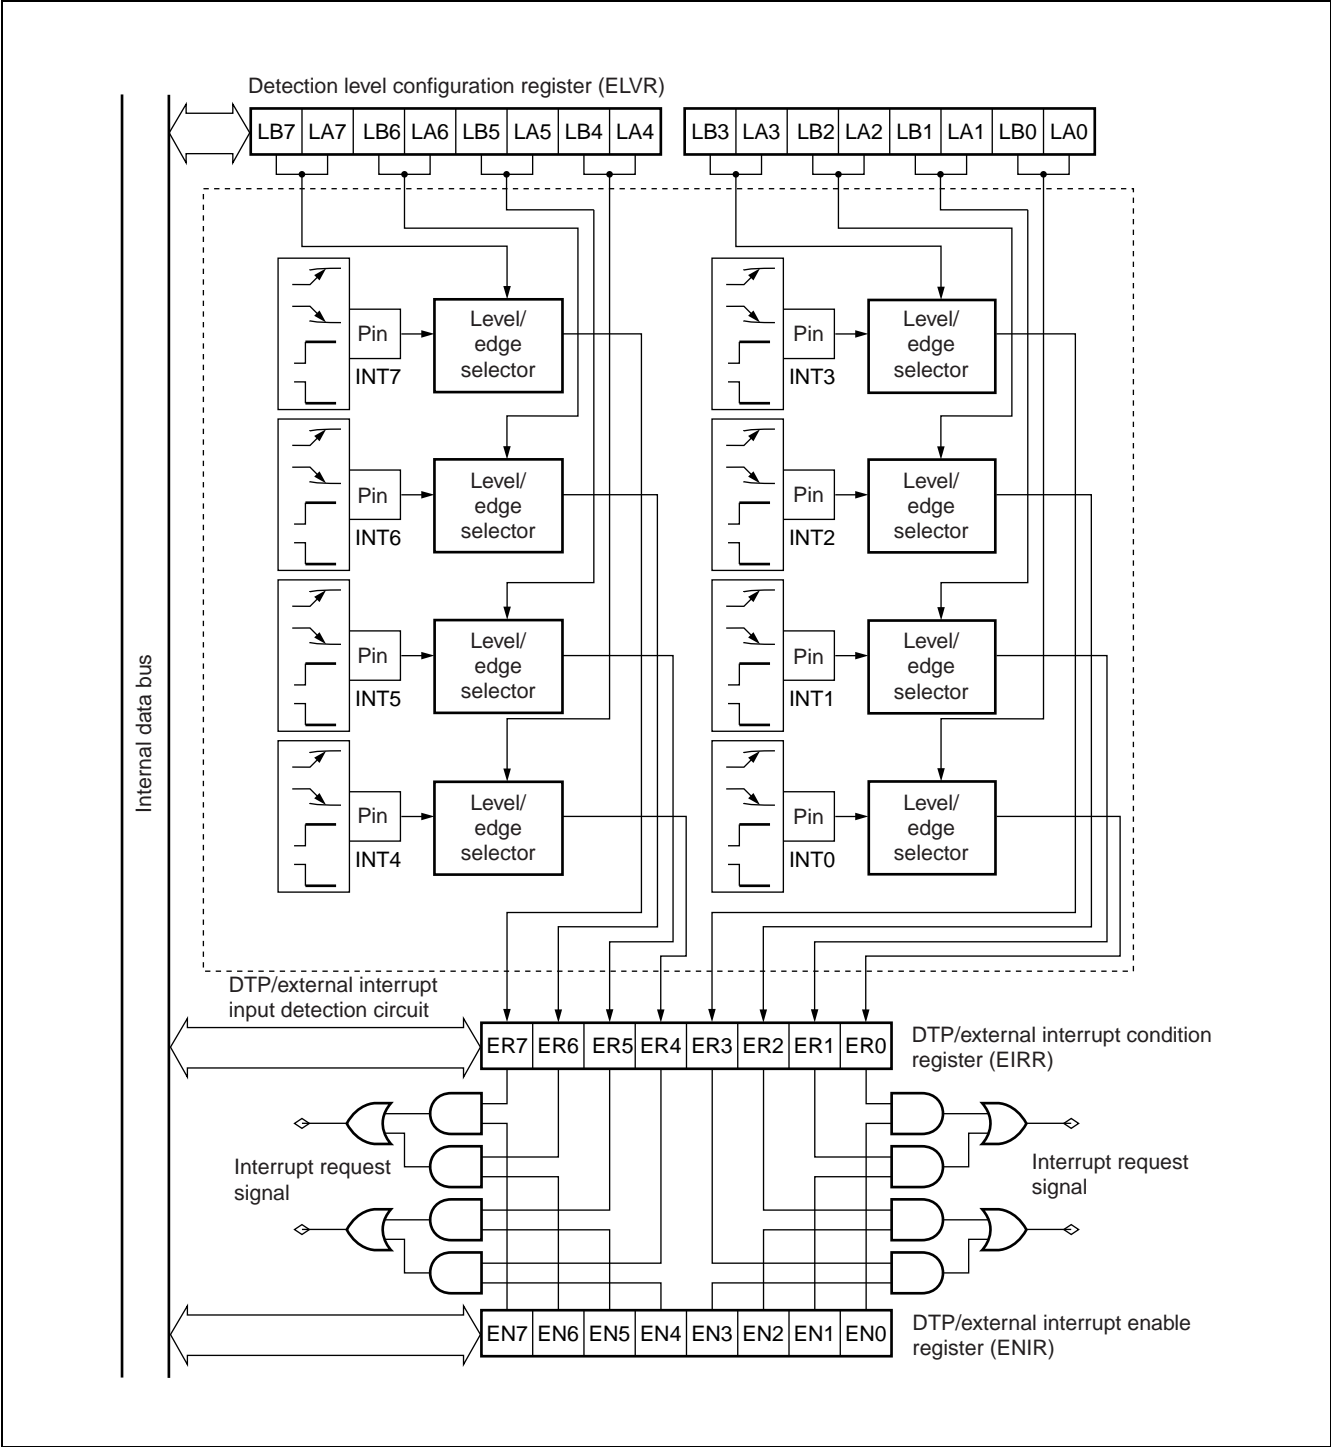 Detection level configuration register (ELVR)
LB7 LA7 LB6 LA6 LB5 LA5 LB4 LA4
LB3 LA3 LB2 LA2 LB1 LA1 LB0 LA0
Pin
INT7
Level/
edge
selector
Pin
INT3
Level/
edge
selector
Pin
INT6
Level/
edge
selector
Pin
INT2
Level/
edge
selector
Pin
INT5
Level/
edge
selector
Pin
INT1
Level/
edge
selector
Pin
INT4
Level/
edge
selector
Pin
INT0
Level/
edge
selector
Internal data bus
DTP/external interrupt
input detection circuit
ER7 ER6 ER5 ER4 ER3 ER2 ER1 ER0
DTP/external interrupt condition
register (EIRR)
Interrupt request
signal
Interrupt request
signal
EN7 EN6 EN5 EN4 EN3 EN2 EN1 EN0
DTP/external interrupt enable
register (ENIR)